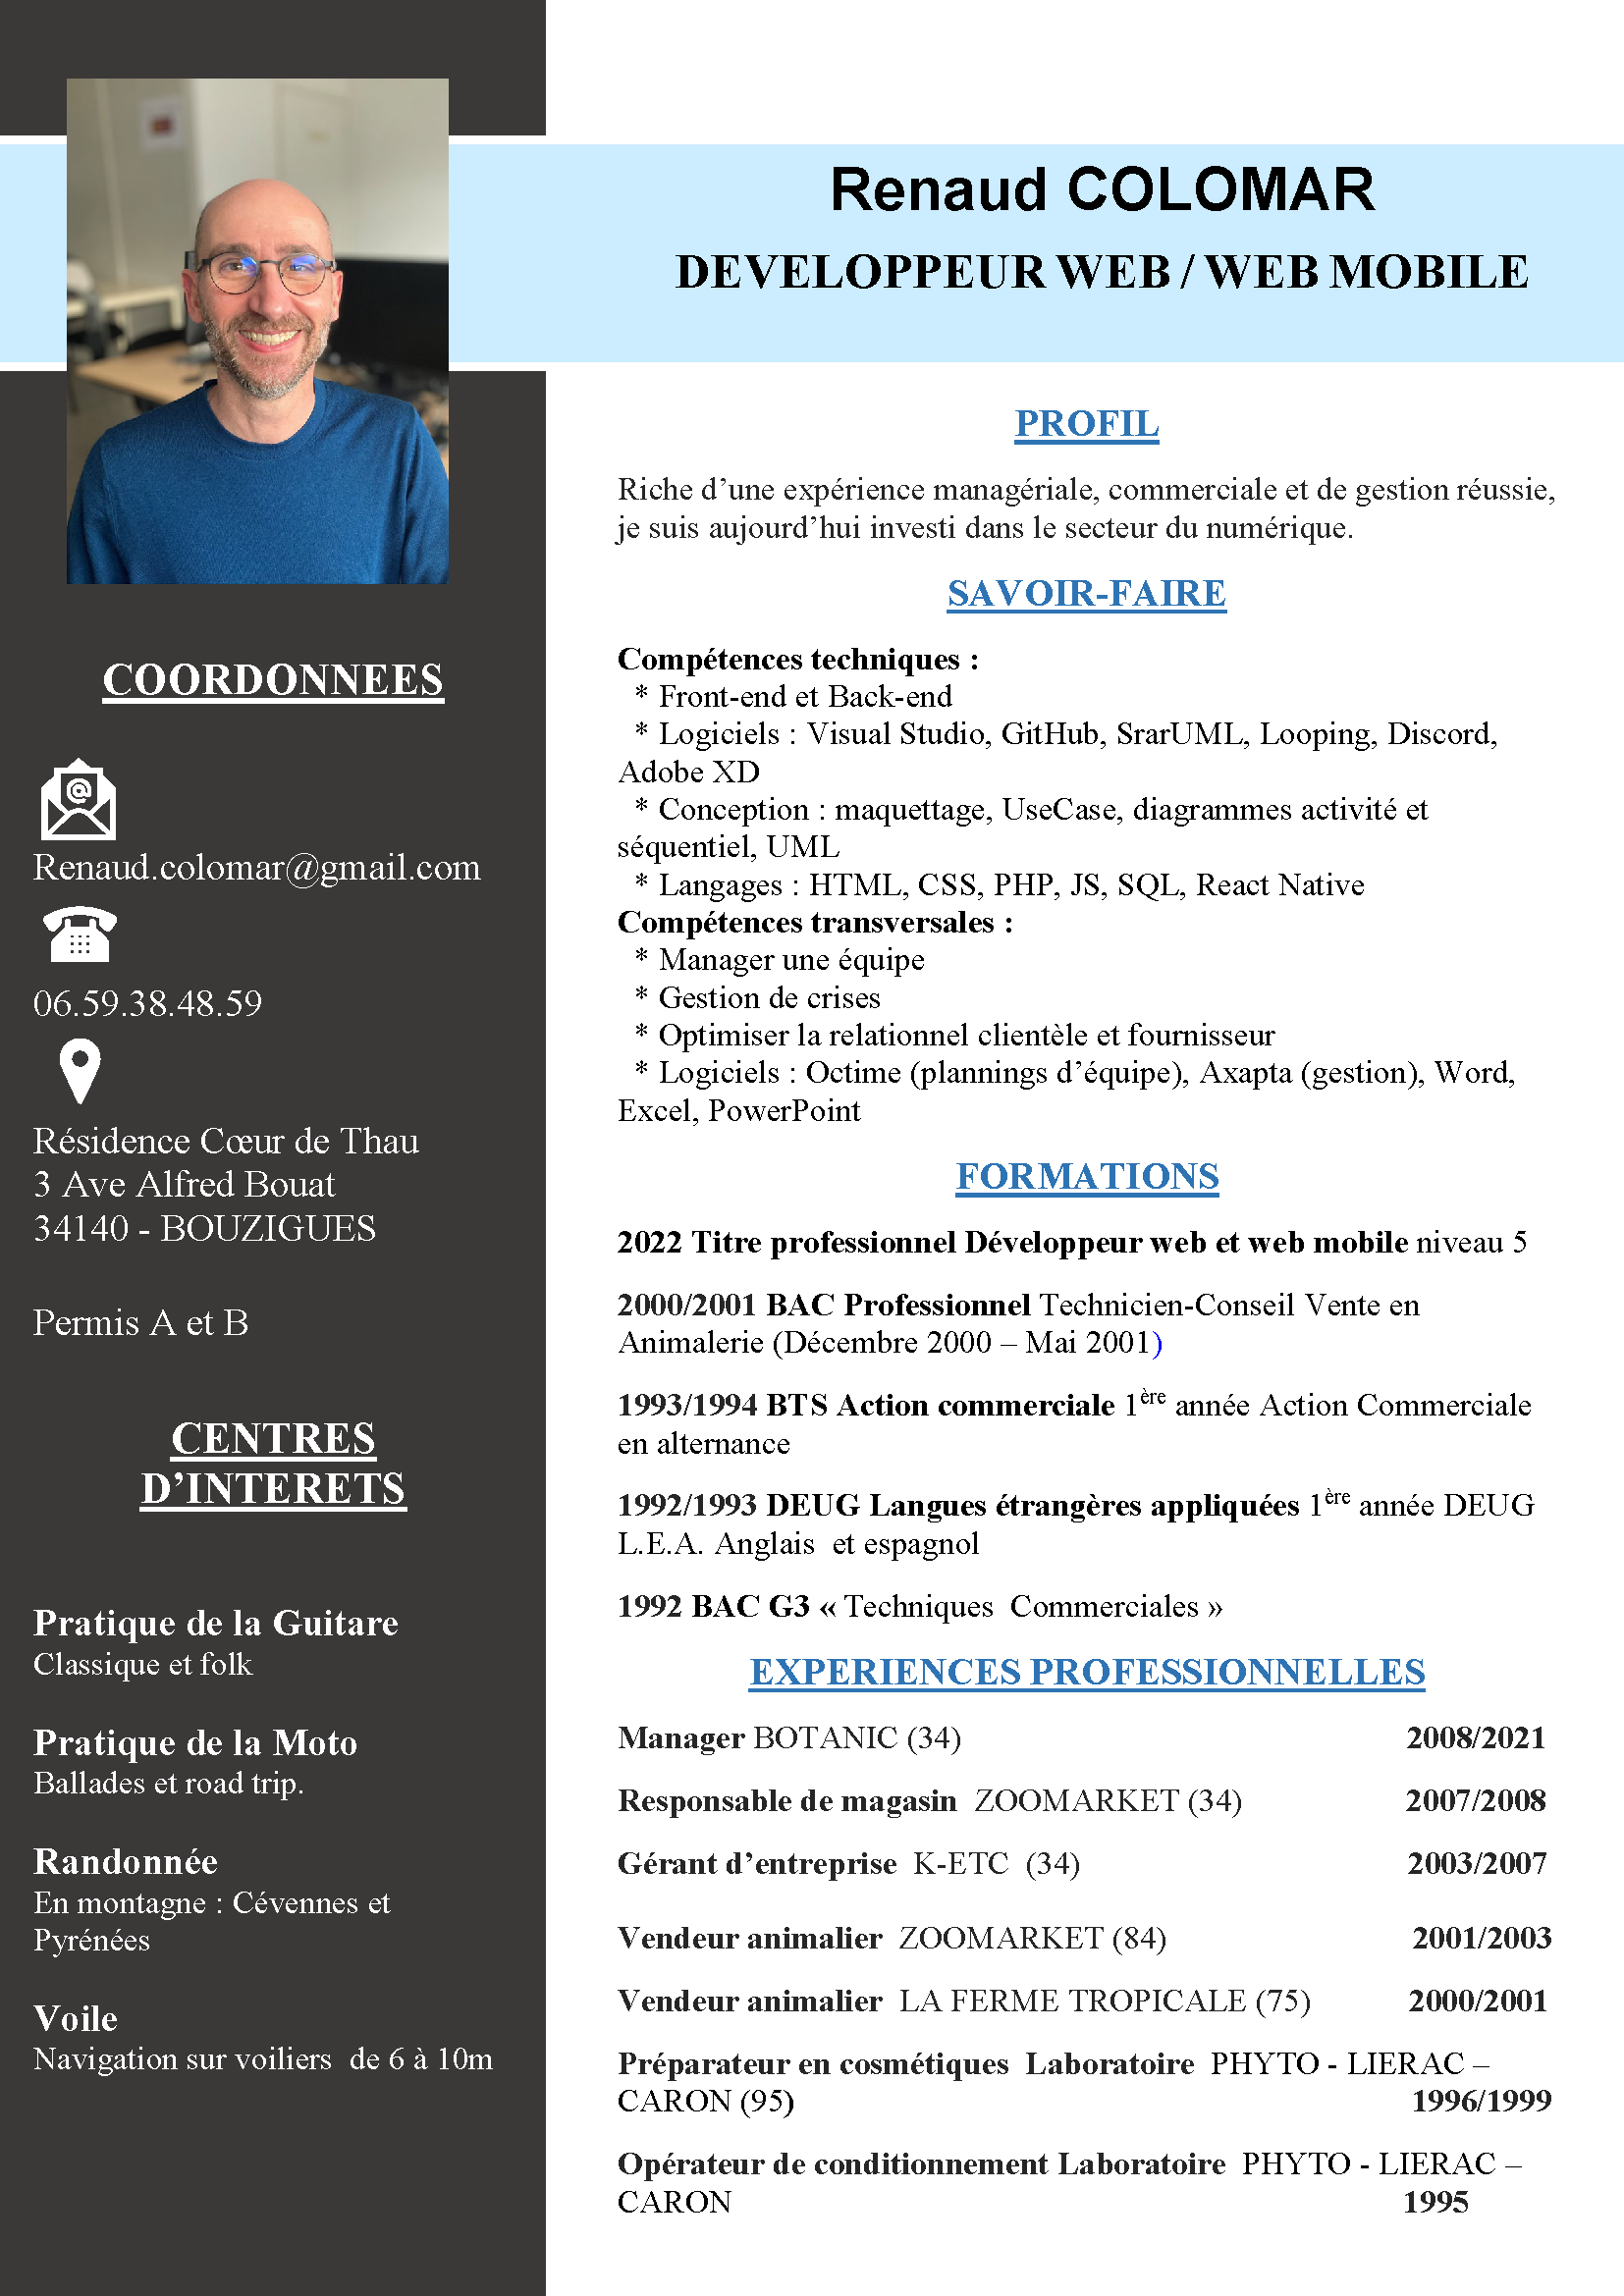 Renaud COLOMAR
DEVELOPPEUR WEB / WEB MOBILE
COORDONNEES
@
Renaud.colomar@gmail.com
06.59.38.48.59
Résidence Cœur de Thau
3 Ave Alfred Bouat
34140 - BOUZIGUES
Permis A et B
CENTRES
D’INTERETS
Pratique de la Guitare
Classique et folk
Pratique de la Moto
Ballades et road trip.
Randonnée
En montagne : Cévennes et
Pyrénées
Voile
Navigation sur voiliers  de 6 à 10m
PROFIL
Riche d’une expérience managériale, commerciale et de gestion réussie,
je suis aujourd’hui investi dans le secteur du numérique.
SAVOIR-FAIRE
Compétences techniques :
* Front-end et Back-end
* Logiciels : Visual Studio, GitHub, SrarUML, Looping, Discord,
Adobe XD
* Conception : maquettage, UseCase, diagrammes activité et
séquentiel, UML
* Langages : HTML, CSS, PHP, JS, SQL, React Native
Compétences transversales :
* Manager une équipe
* Gestion de crises
* Optimiser la relationnel clientèle et fournisseur
* Logiciels : Octime (plannings d’équipe), Axapta (gestion), Word,
Excel, PowerPoint
FORMATIONS
2022 Titre professionnel Développeur web et web mobile niveau 5
2000/2001 BAC Professionnel Technicien-Conseil Vente en
Animalerie (Décembre 2000 – Mai 2001)
1993/1994 BTS Action commerciale 1ère année Action Commerciale
en alternance
1992/1993 DEUG Langues étrangères appliquées 1ère année DEUG
L.E.A. Anglais  et espagnol
1992 BAC G3 « Techniques  Commerciales »
EXPERIENCES PROFESSIONNELLES
Manager BOTANIC (34) 2008/2021
Responsable de magasin  ZOOMARKET (34) 2007/2008
Gérant d’entreprise  K-ETC  (34) 2003/2007
Vendeur animalier  ZOOMARKET (84) 2001/2003
Vendeur animalier  LA FERME TROPICALE (75) 2000/2001
Préparateur en cosmétiques  Laboratoire  PHYTO - LIERAC –
CARON (95) 1996/1999
Opérateur de conditionnement Laboratoire  PHYTO - LIERAC –
CARON 1995